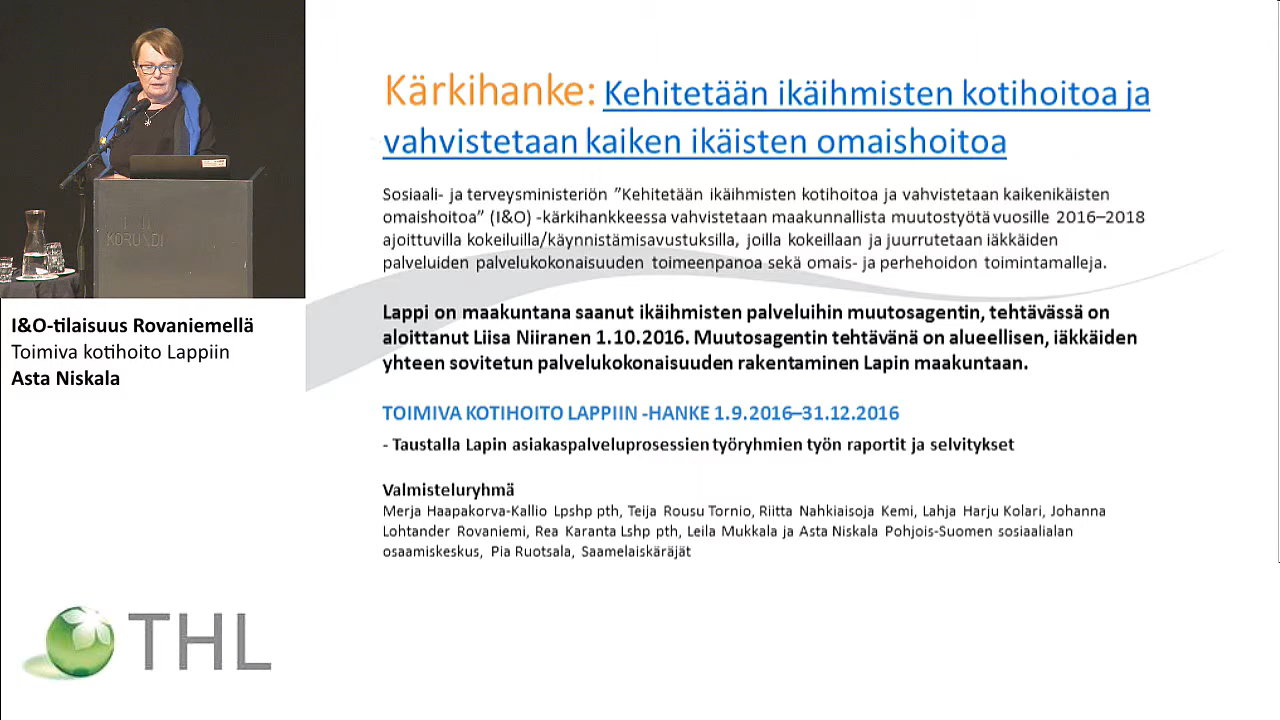 KORUNDI
I&O-tilaisuus Rovaniemellä
Toimiva kotihoito Lappiin
Asta Niskala
THL
Kärkihanke: Kehitetään ikäihmisten kotihoitoa ja
vahvistetaan kaiken ikäisten omaishoitoa
Sosiaali- ja terveysministeriön ”Kehitetään ikäihmisten kotihoitoa ja vahvistetaan kaikenikäisten
omaishoitoa” (I&O) -kärkihankkeessa vahvistetaan maakunnallista muutostyötä vuosille 2016–2018
ajoittuvilla kokeiluilla/käynnistämisavustuksilla, joilla kokeillaan ja juurrutetaan iäkkäiden
palveluiden palvelukokonaisuuden toimeenpanoa sekä omais- ja perhehoidon toimintamalleja.
Lappi on maakuntana saanut ikäihmisten palveluihin muutosagentin, tehtävässä on
aloittanut Liisa Niiranen 1.10.2016. Muutosagentin tehtävänä on alueellisen, iäkkäiden
yhteen sovitetun palvelukokonaisuuden rakentaminen Lapin maakuntaan.
TOIMIVA KOTIHOITO LAPPIIN -HANKE 1.9.2016–31.12.2016
- Taustalla Lapin asiakaspalveluprosessien työryhmien työn raportit ja selvitykset
Valmisteluryhmä
Merja Haapakorva-Kallio Lpshp pth, Teija Rousu Tornio, Riitta Nahkiaisoja Kemi, Lahja Harju Kolari, Johanna
Lohtander Rovaniemi, Rea Karanta Lshp pth, Leila Mukkala ja Asta Niskala Pohjois-Suomen sosiaalialan
osaamiskeskus, Pia Ruotsala, Saamelaiskäräjät